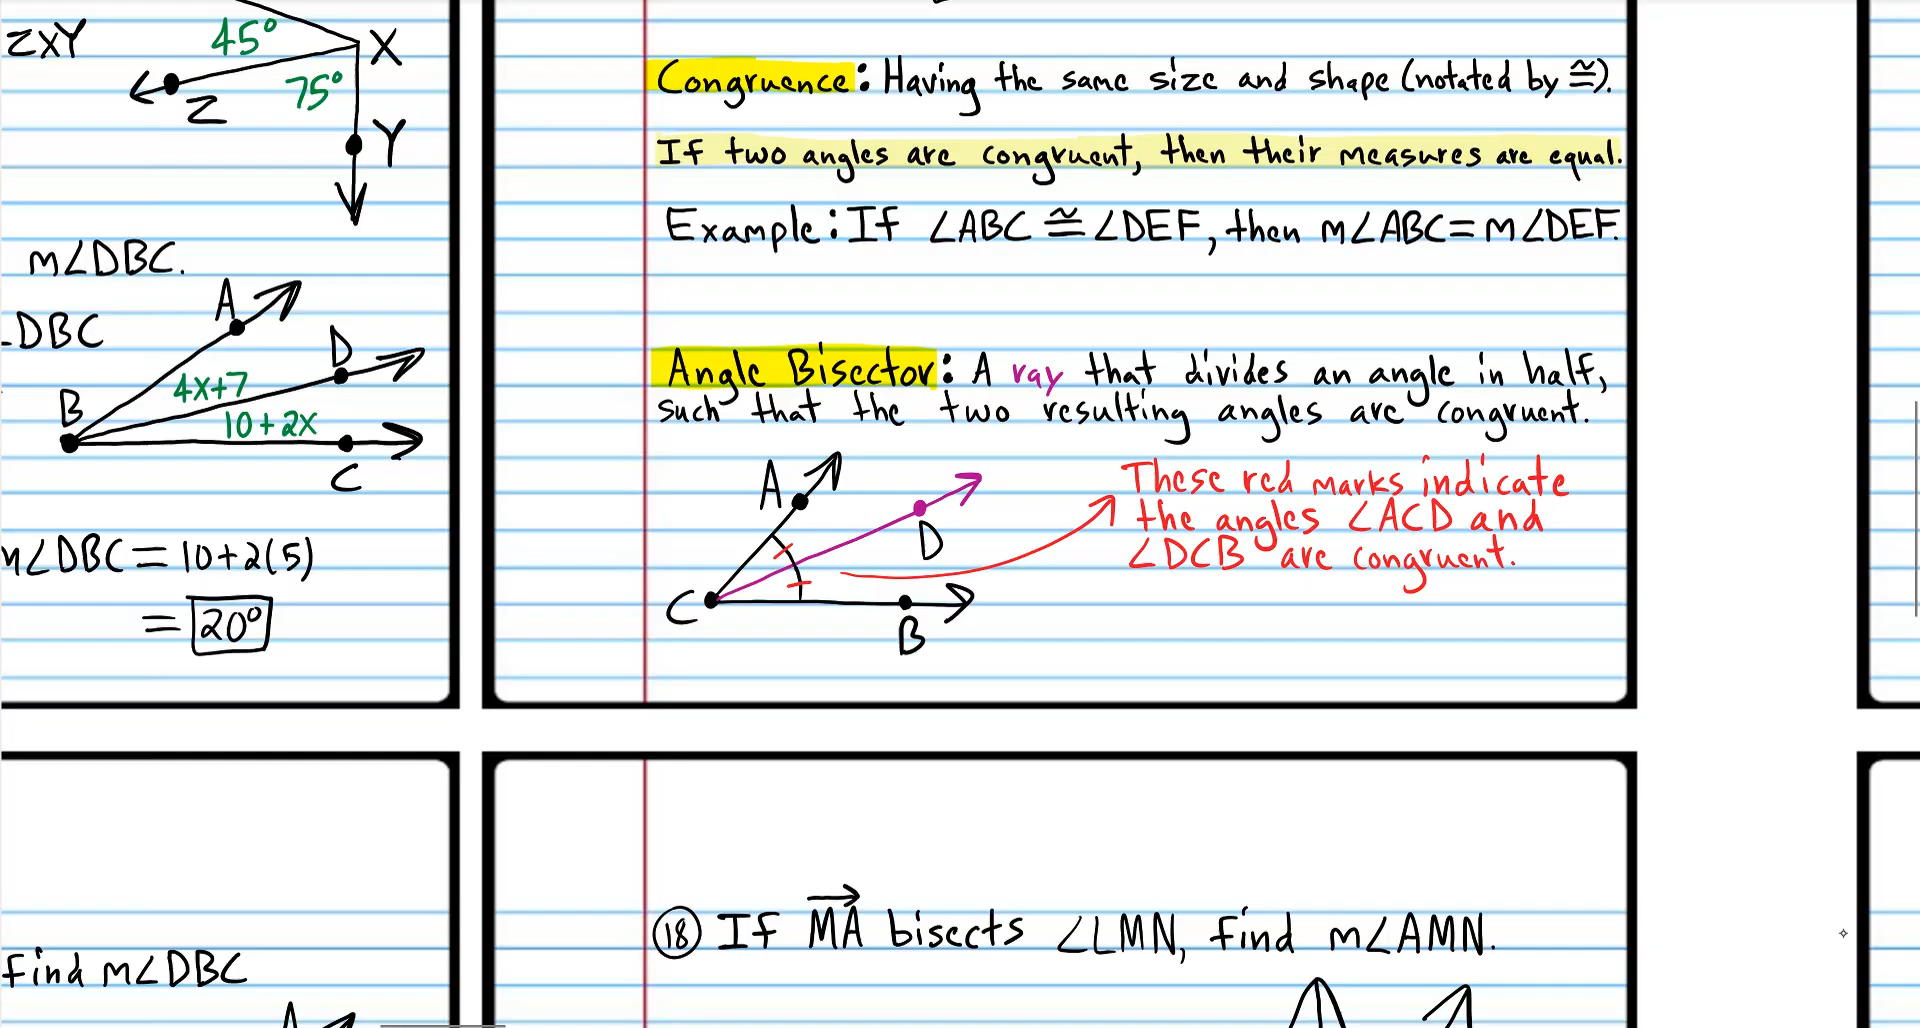 ZXY
45°
X
75°
Z
Y
m∠DBC.
A
DBC
D
4x+7
B
10+2x
C
m∠DBC = 10+2(5)
= 20°
Congruence: Having the same size and shape (notated by ≅).
If two angles are congruent, then their measures are equal.
Example: If ∠ABC ≅ ∠DEF, then m∠ABC = m∠DEF.
Angle Bisector: A ray that divides an angle in half,
such that the two resulting angles are congruent.
A
D
C
B
These red marks indicate
the angles ∠ACD and
∠DCB are congruent.
find m∠DBC
18 If MA bisects ∠LMN, find m∠AMN.